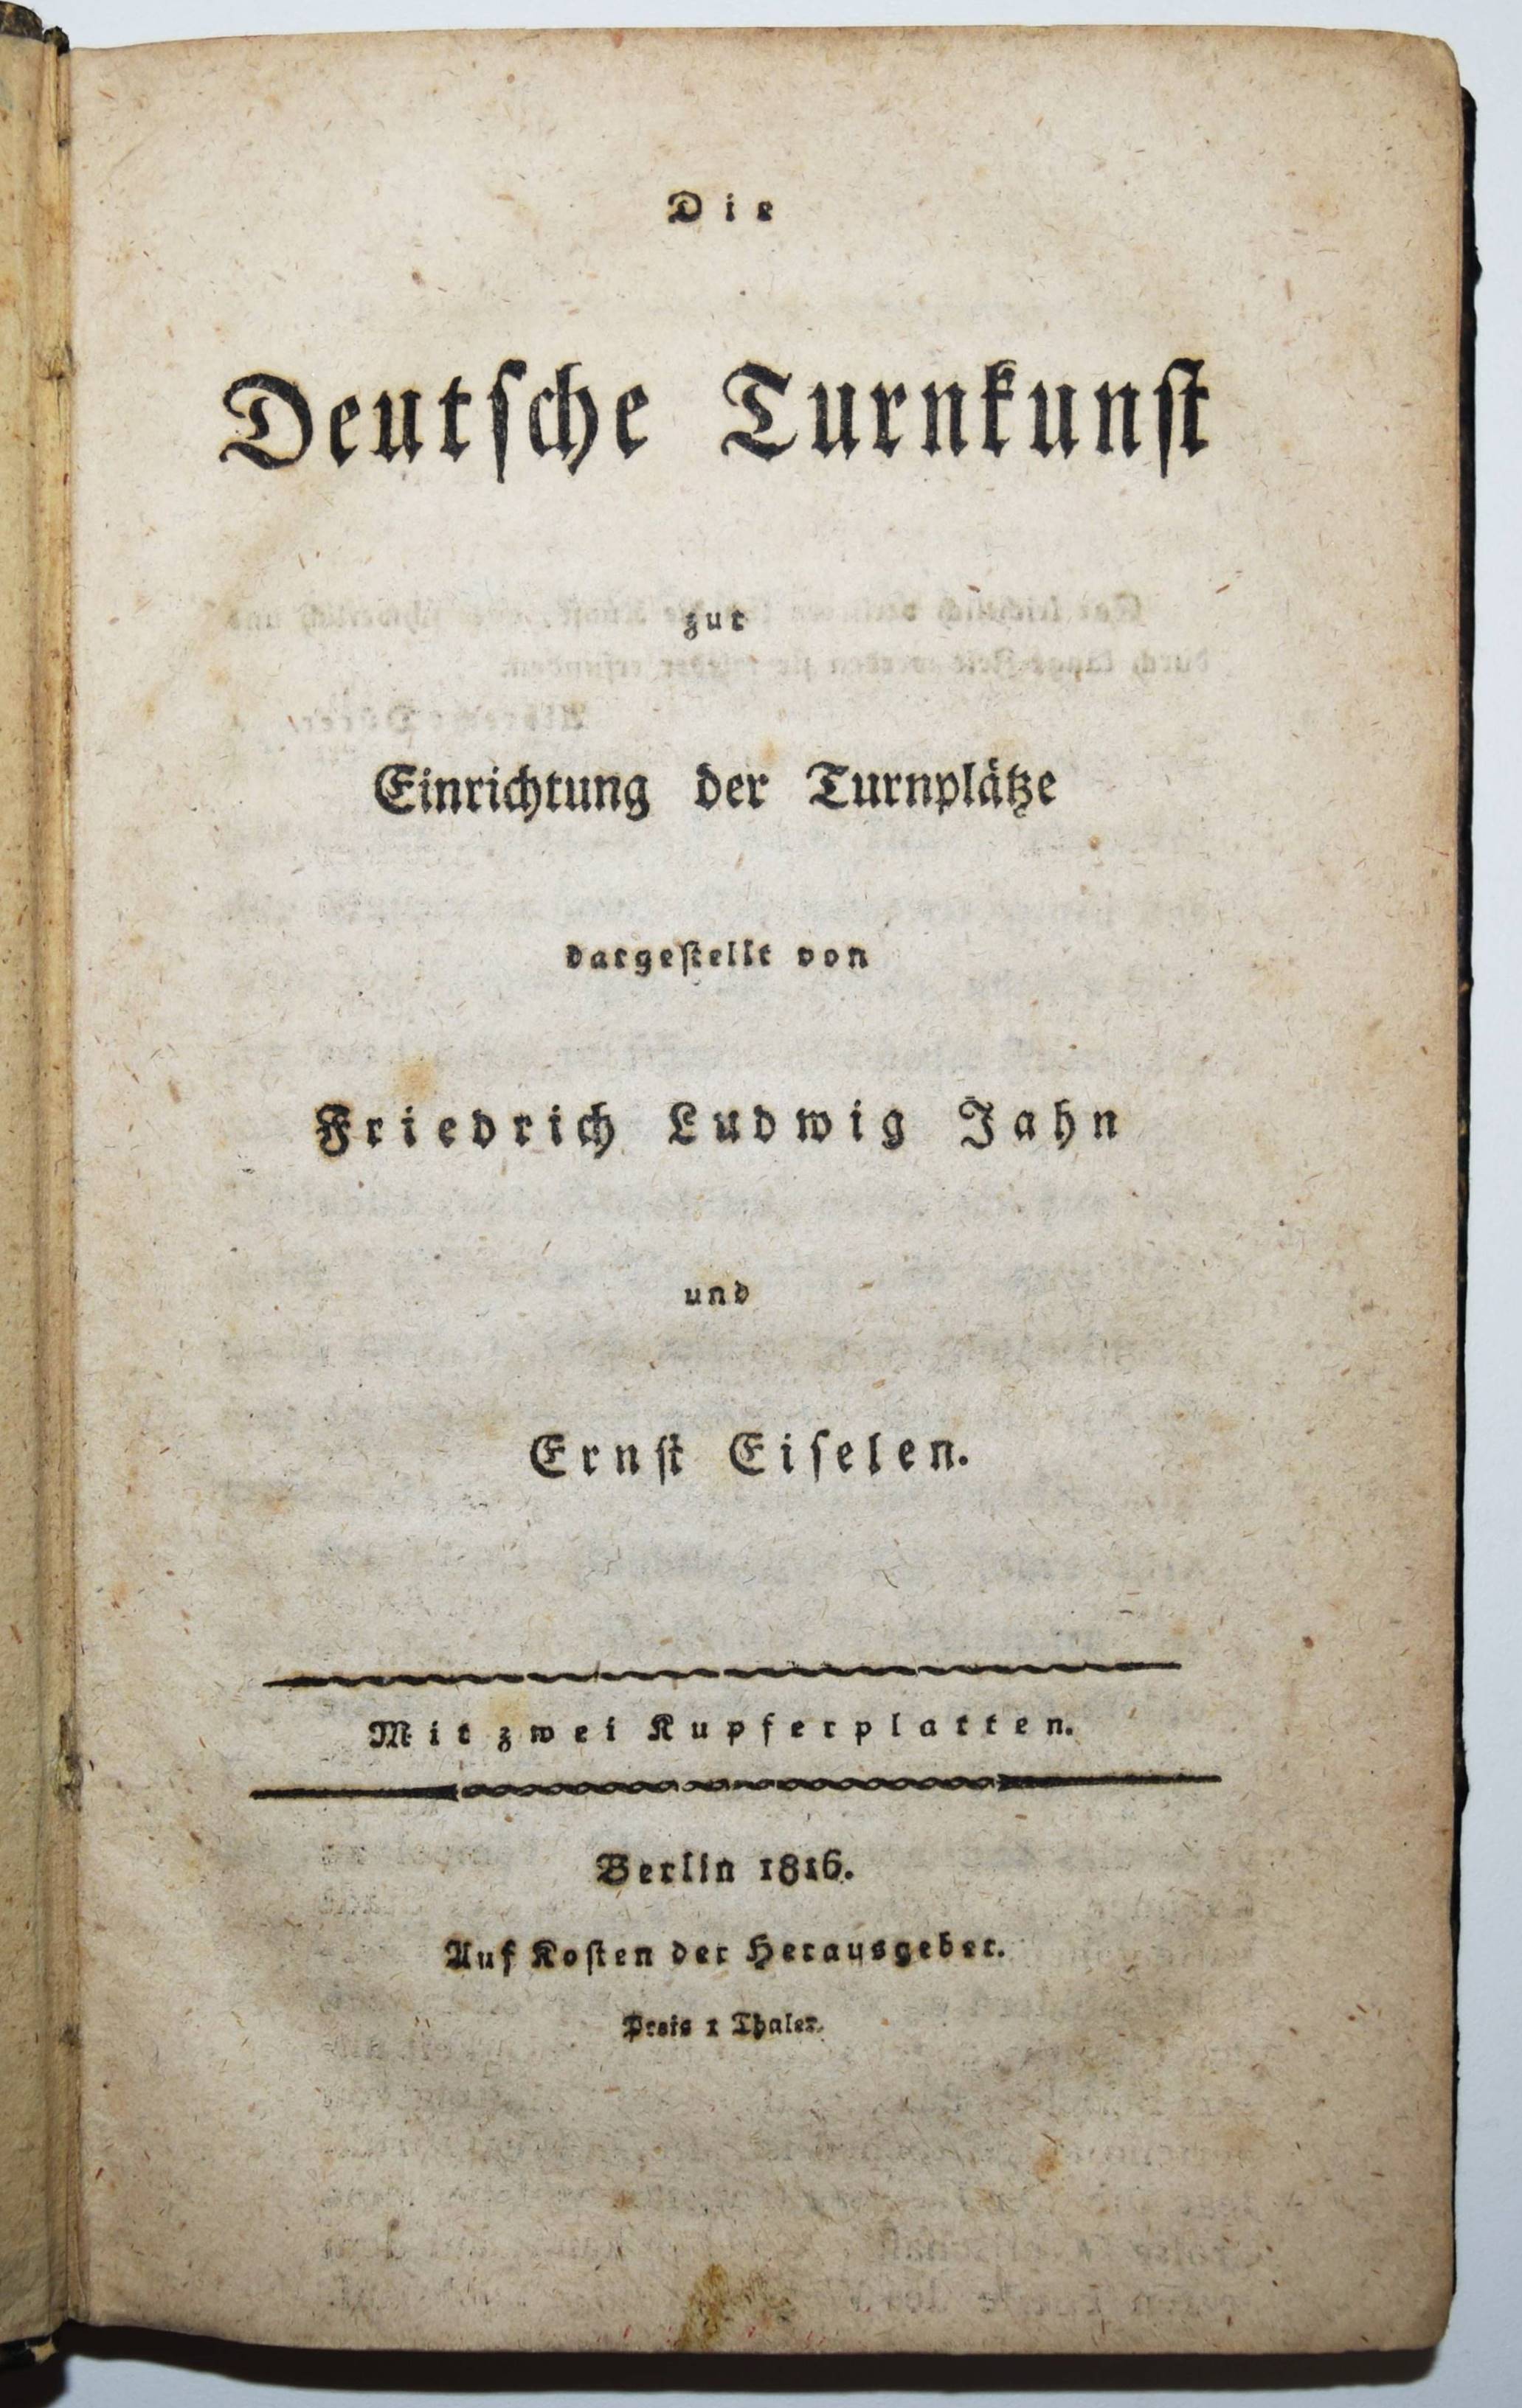 Die
Deutſche Turnkunſt
zur
Einrichtung der Turnplätze
dargeſtellt von
Friedrich Ludwig Jahn
und
Ernſt Eiſelen.
Mit zwei Kupferplatten.
Berlin 1816.
Auf Koſten der Herausgeber.
Preis 1 Thaler.